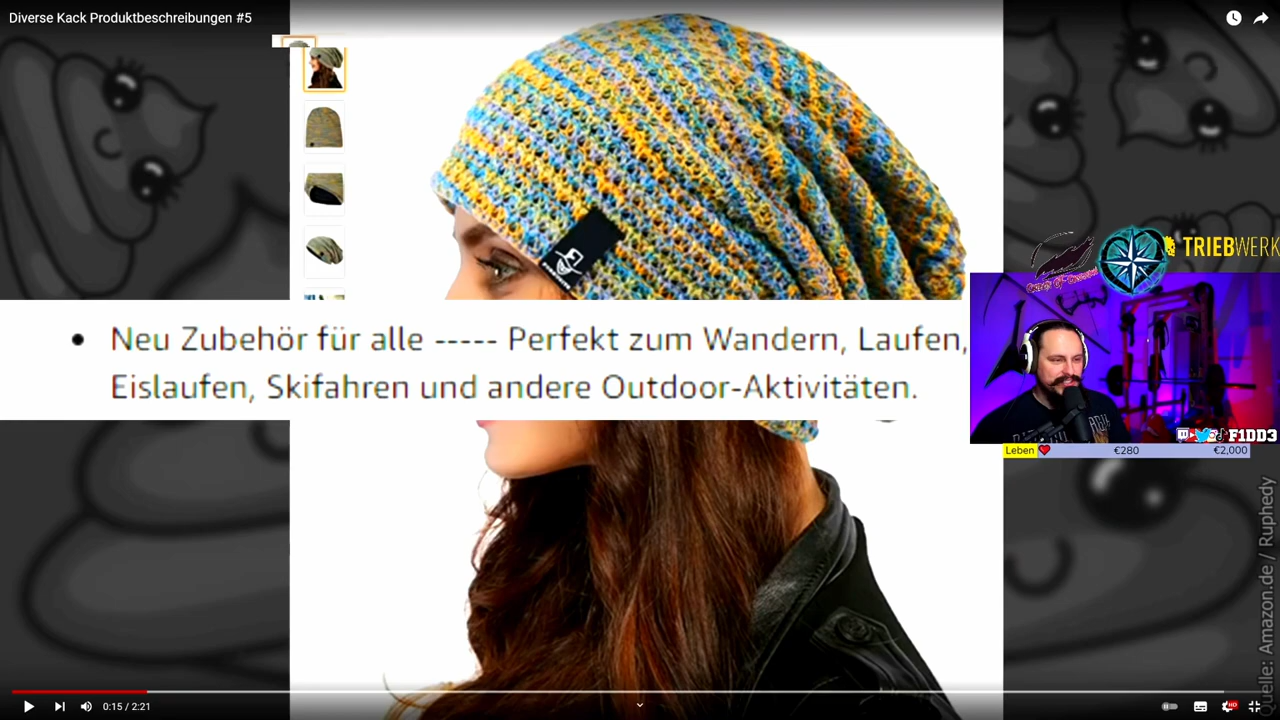 Diverse Kack Produktbeschreibungen #5
TRIEBWERK
• Neu Zubehör für alle ----- Perfekt zum Wandern, Laufen,
Eislaufen, Skifahren und andere Outdoor-Aktivitäten.
F1DD3
Leben €280 €2,000
Quelle: Amazon.de / Ruphedy
0:15 / 2:21
HD